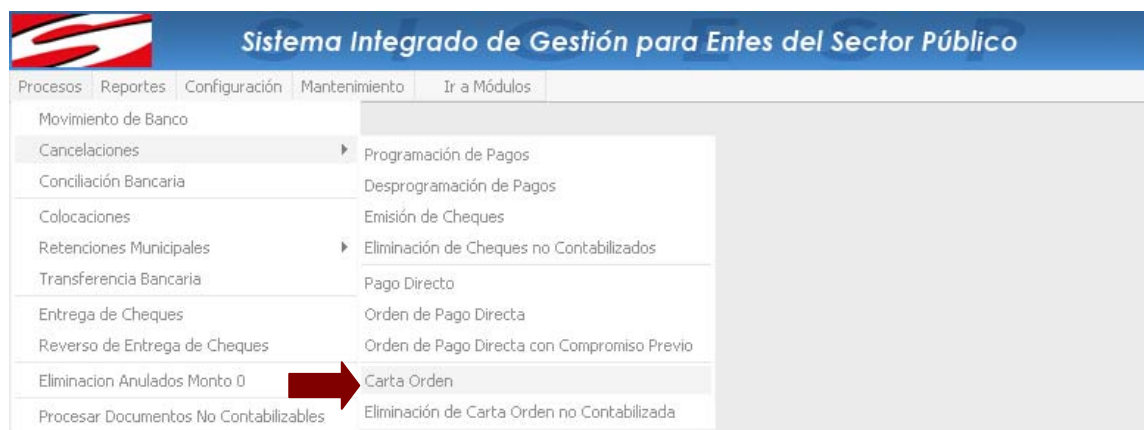 Sistema Integrado de Gestión para Entes del Sector Público
Procesos Reportes Configuración Mantenimiento Ir a Módulos
Movimiento de Banco
Cancelaciones
Conciliación Bancaria
Colocaciones
Retenciones Municipales
Transferencia Bancaria
Entrega de Cheques
Reverso de Entrega de Cheques
Eliminacion Anulados Monto 0
Procesar Documentos No Contabilizables
Programación de Pagos
Desprogramación de Pagos
Emisión de Cheques
Eliminación de Cheques no Contabilizados
Pago Directo
Orden de Pago Directa
Orden de Pago Directa con Compromiso Previo
Carta Orden
Eliminación de Carta Orden no Contabilizada